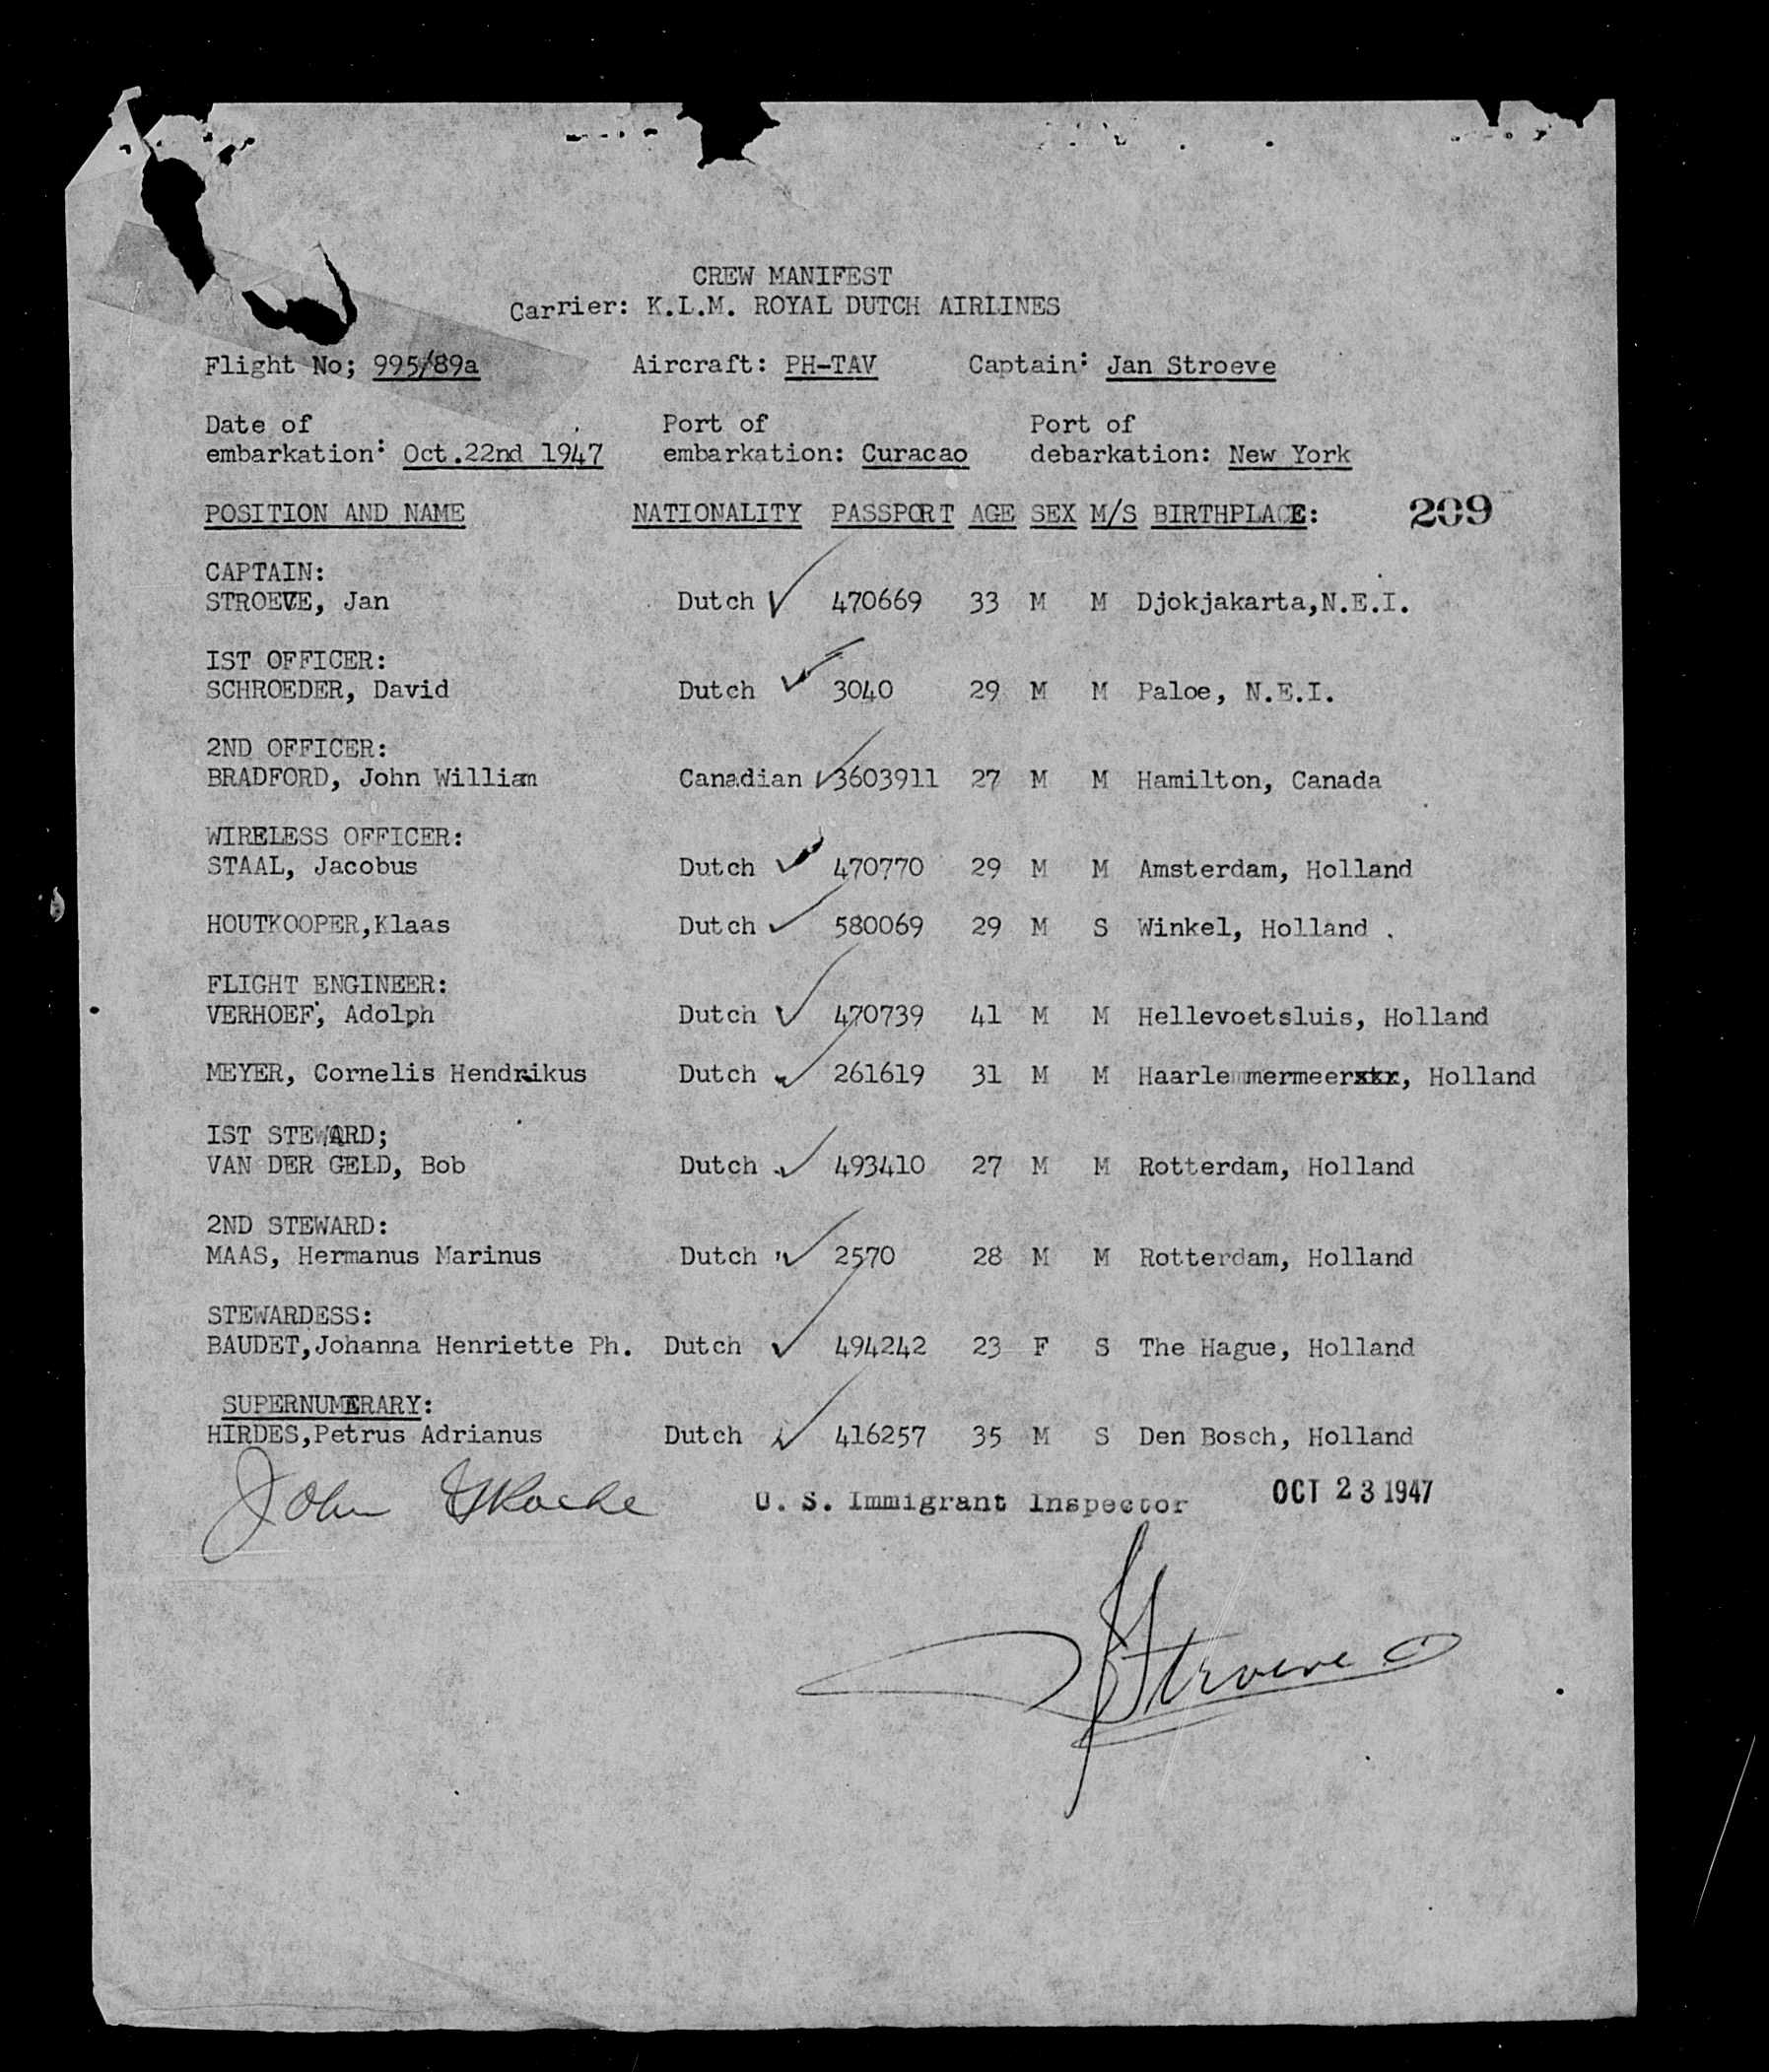 CREW MANIFEST
Carrier: K.L.M. ROYAL DUTCH AIRLINES
Flight No; 995/89a Aircraft: PH-TAV Captain: Jan Stroeve
Date of Port of Port of
embarkation: Oct.22nd 1947 embarkation: Curacao debarkation: New York
POSITION AND NAME NATIONALITY PASSPORT AGE SEX M/S BIRTHPLACE: 209
CAPTAIN:
STROEVE, Jan Dutch 470669 33 M M Djokjakarta,N.E.I.
IST OFFICER:
SCHROEDER, David Dutch 3040 29 M M Paloe, N.E.I.
2ND OFFICER:
BRADFORD, John William Canadian 3603911 27 M M Hamilton, Canada
WIRELESS OFFICER:
STAAL, Jacobus Dutch 470770 29 M M Amsterdam, Holland
HOUTKOOPER,Klaas Dutch 580069 29 M S Winkel, Holland .
FLIGHT ENGINEER:
VERHOEF, Adolph Dutch 470739 41 M M Hellevoetsluis, Holland
MEYER, Cornelis Hendrikus Dutch 261619 31 M M Haarlemmermeer, Holland
IST STEWARD;
VAN DER GELD, Bob Dutch 493410 27 M M Rotterdam, Holland
2ND STEWARD:
MAAS, Hermanus Marinus Dutch 2570 28 M M Rotterdam, Holland
STEWARDESS:
BAUDET,Johanna Henriette Ph. Dutch 494242 23 F S The Hague, Holland
SUPERNUMERARY:
HIRDES,Petrus Adrianus Dutch 416257 35 M S Den Bosch, Holland
John U. S. Immigrant Inspector OCT 23 1947
Stroeve